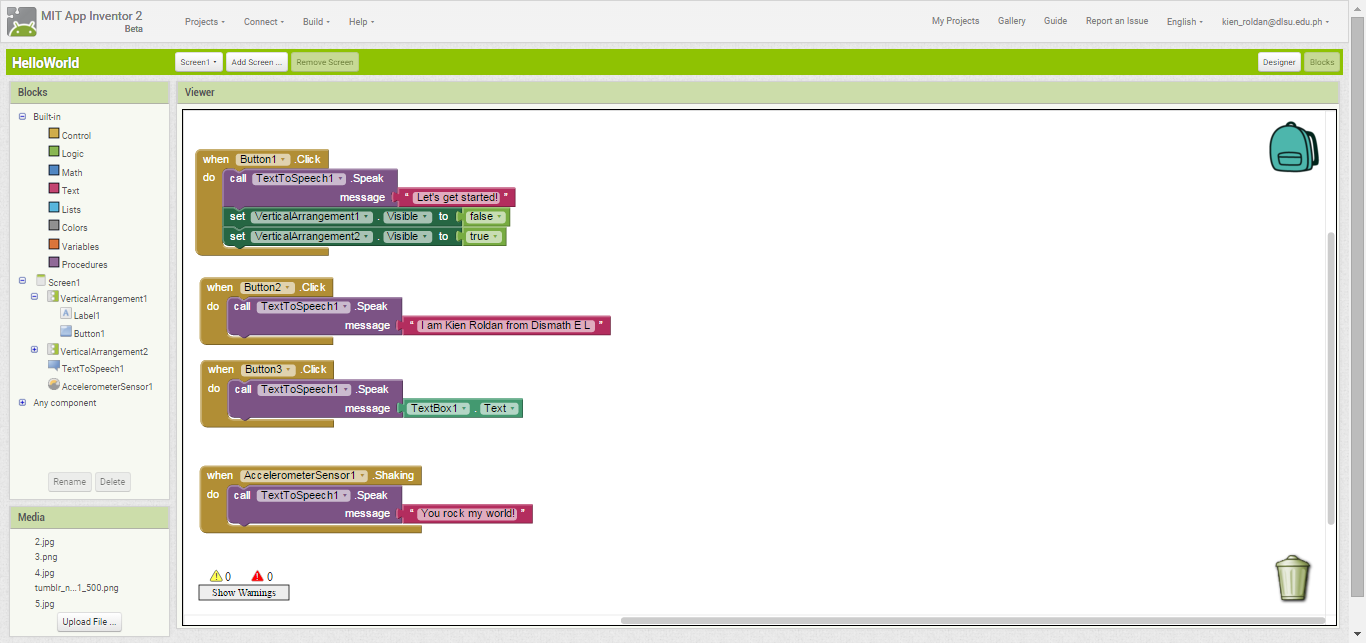 MIT App Inventor 2
Beta
Projects Connect Build Help
My Projects Gallery Guide Report an Issue English kien_roldan@dlsu.edu.ph
HelloWorld
Screen1 Add Screen ... Remove Screen
Designer Blocks
Blocks
Built-in
Control
Logic
Math
Text
Lists
Colors
Variables
Procedures
Screen1
VerticalArrangement1
A Label1
Button1
VerticalArrangement2
TextToSpeech1
AccelerometerSensor1
Any component
Rename Delete
Media
2.jpg
3.png
4.jpg
tumblr_n...1_500.png
5.jpg
Upload File ...
Viewer
when Button1 .Click
do call TextToSpeech1 .Speak
message " Let's get started! "
set VerticalArrangement1 . Visible to false
set VerticalArrangement2 . Visible to true
when Button2 .Click
do call TextToSpeech1 .Speak
message " I am Kien Roldan from Dismath E L "
when Button3 .Click
do call TextToSpeech1 .Speak
message TextBox1 . Text
when AccelerometerSensor1 .Shaking
do call TextToSpeech1 .Speak
message " You rock my world! "
0 0
Show Warnings